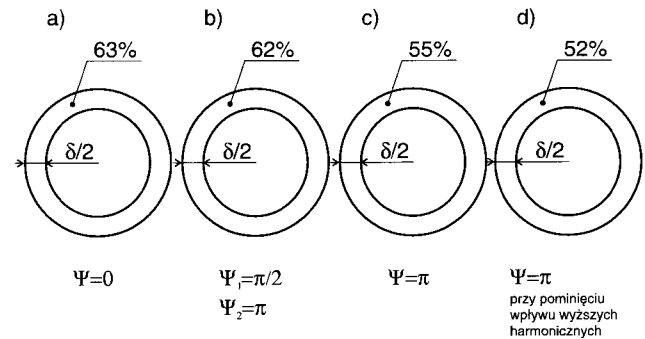 a) b) c) d)
63% 62% 55% 52%
δ/2 δ/2 δ/2 δ/2
Ψ=0 Ψ₁=π/2 Ψ=π Ψ=π
Ψ₂=π przy pominięciu
wpływu wyższych
harmonicznych